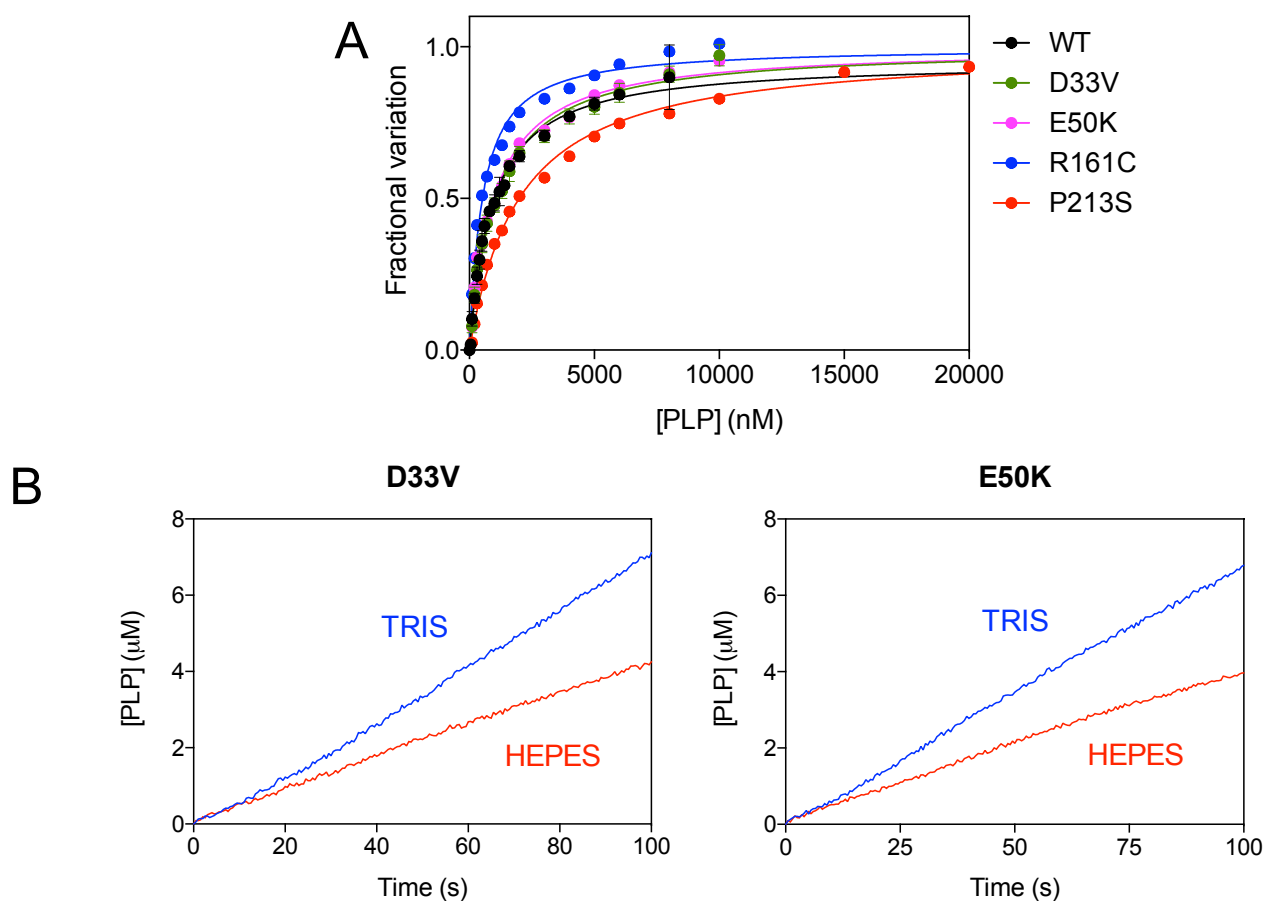 A
Fractional variation
1.0
0.5
0.0
0 5000 10000 15000 20000
[PLP] (nM)
WT
D33V
E50K
R161C
P213S
B
D33V
[PLP] (μM)
8
6
4
2
0
TRIS
HEPES
0 20 40 60 80 100
Time (s)
E50K
[PLP] (μM)
8
6
4
2
0
TRIS
HEPES
0 25 50 75 100
Time (s)